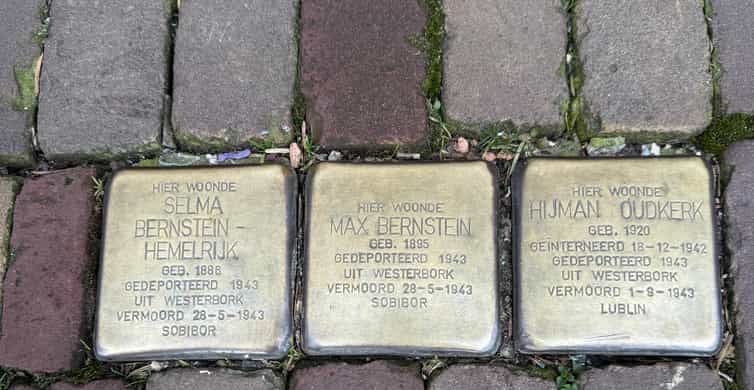 HIER WOONDE
SELMA
BERNSTEIN -
HEMELRIJK
GEB. 1886
GEDEPORTEERD 1943
UIT WESTERBORK
VERMOORD 28-5-1943
SOBIBOR
HIER WOONDE
MAX BERNSTEIN
GEB. 1895
GEDEPORTEERD 1943
UIT WESTERBORK
VERMOORD 28-5-1943
SOBIBOR
HIER WOONDE
HIJMAN OUDKERK
GEB. 1920
GEÏNTERNEERD 18-12-1942
GEDEPORTEERD 1943
UIT WESTERBORK
VERMOORD 1-9-1943
LUBLIN